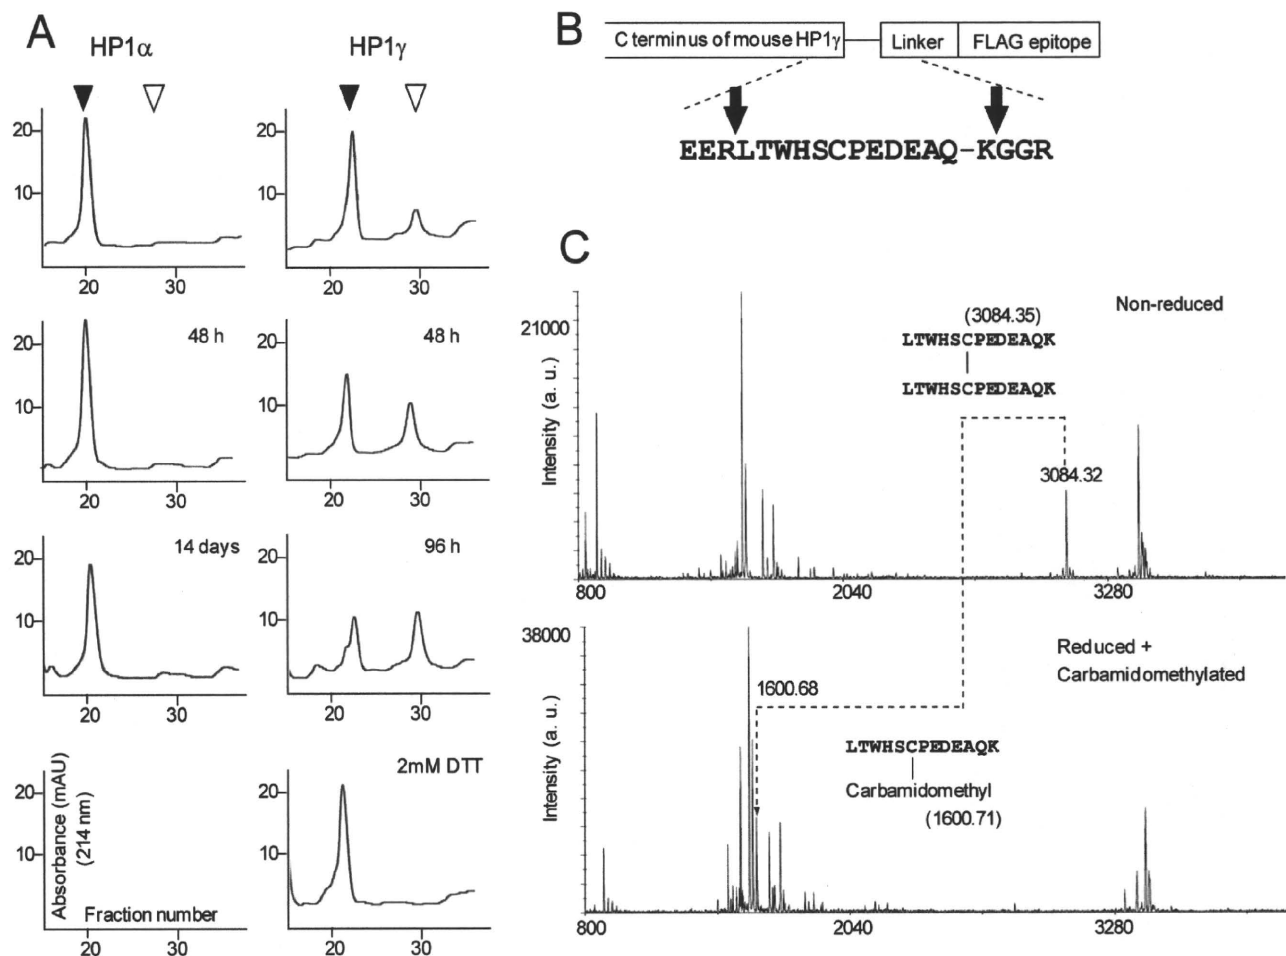 A
HP1α
HP1γ
20
10
20
30
20
10
20
30
48 h
20
10
20
30
48 h
20
10
20
30
14 days
20
10
20
30
96 h
20
10
20
30
20
10
Absorbance (mAU)
(214 nm)
Fraction number
20
30
2mM DTT
20
10
20
30
B
C terminus of mouse HP1γ
Linker
FLAG epitope
EERLTWHSCPEDEAQ-KGGR
C
Non-reduced
21000
Intensity (a. u.)
(3084.35)
LTWHSCPEDEAQK
LTWHSCPEDEAQK
3084.32
800
2040
3280
38000
Intensity (a. u.)
Reduced +
Carbamidomethylated
1600.68
LTWHSCPEDEAQK
Carbamidomethyl
(1600.71)
800
2040
3280